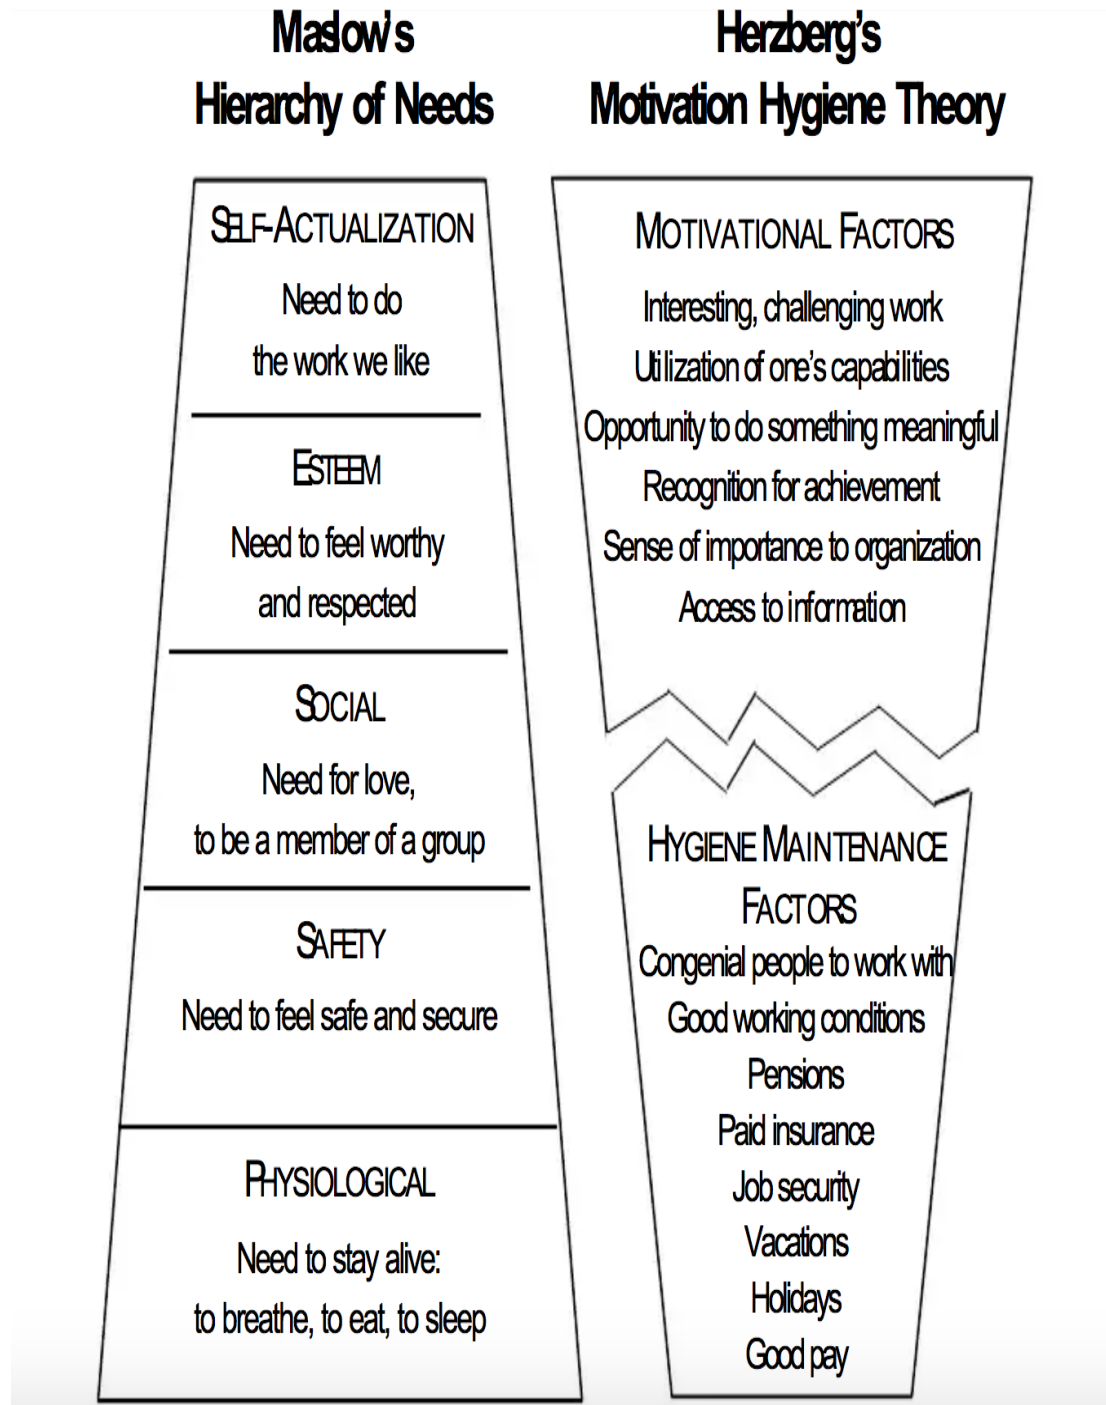 Maslow's
Hierarchy of Needs
SELF-ACTUALIZATION
Need to do
the work we like
ESTEEM
Need to feel worthy
and respected
SOCIAL
Need for love,
to be a member of a group
SAFETY
Need to feel safe and secure
PHYSIOLOGICAL
Need to stay alive:
to breathe, to eat, to sleep
Herzberg's
Motivation Hygiene Theory
MOTIVATIONAL FACTORS
Interesting, challenging work
Utilization of one's capabilities
Opportunity to do something meaningful
Recognition for achievement
Sense of importance to organization
Access to information
HYGIENE MAINTENANCE
FACTORS
Congenial people to work with
Good working conditions
Pensions
Paid insurance
Job security
Vacations
Holidays
Good pay